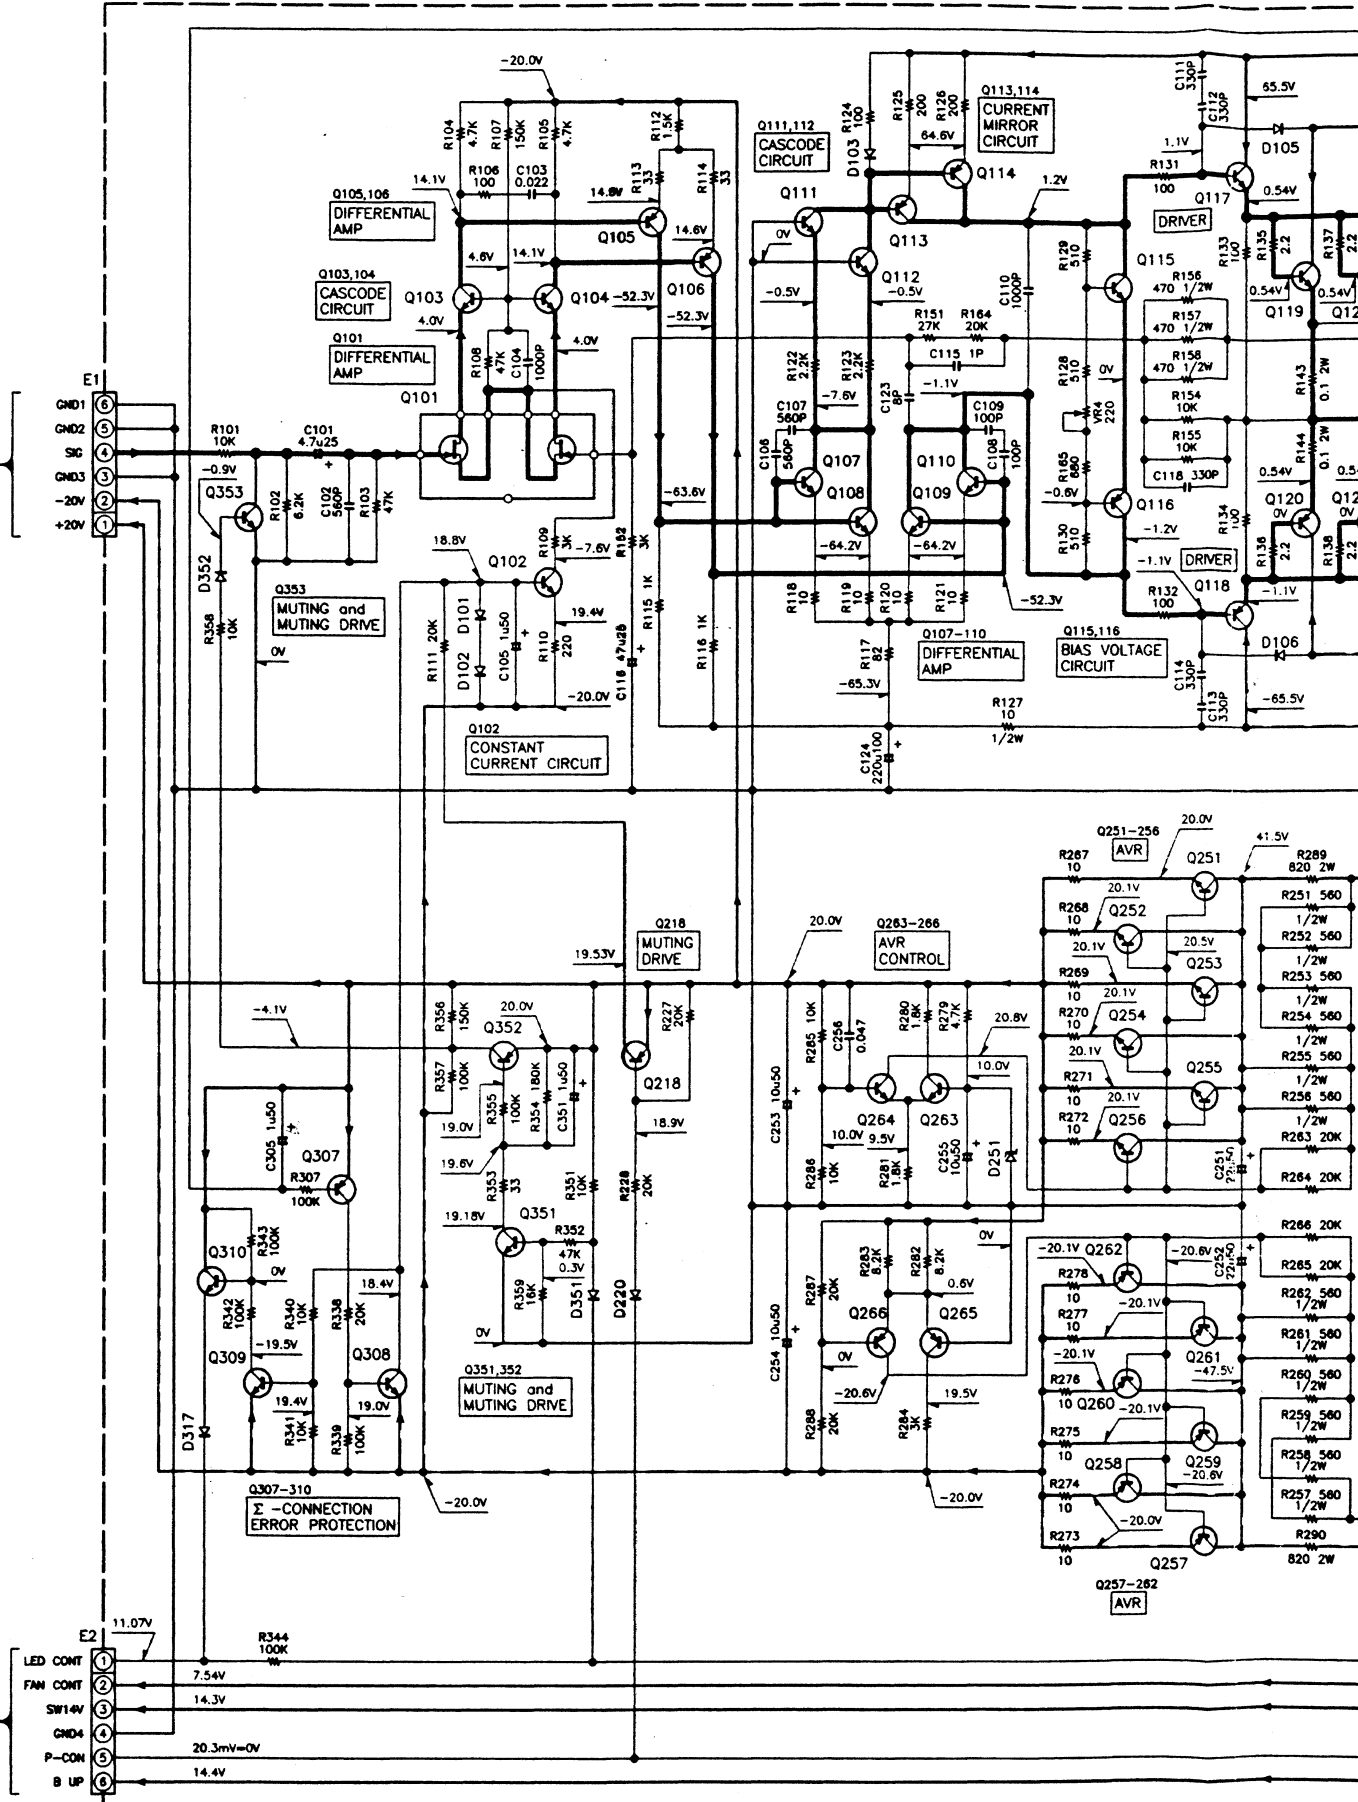 -20.0V
R104 4.7K
R107 150K
R105 4.7K
R112 1.5K
R106 100
C103 0.022
R113 33
R114 33
Q105,106
DIFFERENTIAL
AMP
14.1V
14.6V
Q105
14.6V
4.6V
14.1V
Q106
Q103,104
CASCODE
CIRCUIT
Q103
Q104
-52.3V
-52.3V
4.0V
4.0V
Q101
DIFFERENTIAL
AMP
R108 47K
C104 1000P
Q101
Q111,112
CASCODE
CIRCUIT
R124 100
D103
R125 200
R126 200
64.6V
Q113,114
CURRENT
MIRROR
CIRCUIT
Q111
Q114
0V
Q113
Q112
-0.5V
-0.5V
1.2V
C110 1000P
R151 27K
R164 20K
C115 1P
R122 2.2K
R123 2.2K
C123 8P
-1.1V
-7.6V
C107 560P
C109 100P
C106 560P
C108 100P
Q107
Q108
Q110
Q109
-63.6V
-64.2V
-64.2V
R118 10
R119 10
R120 10
R121 10
-52.3V
R117 82
Q107-110
DIFFERENTIAL
AMP
-65.3V
R127
10
1/2W
C124 220u100
+
C111 330P
C112 330P
65.5V
1.1V
D105
R131
100
Q117
0.54V
DRIVER
R129 510
Q115
R133 100
R135 2.2
R137 2.2
R156
470 1/2W
0.54V
0.54V
Q119
R157
470 1/2W
R158
470 1/2W
R128 510
0V
VR4 220
R154
10K
R155
10K
C118 330P
R143 0.1 2W
R144 0.1 2W
R165 680
-0.6V
Q116
R130 510
-1.2V
0.54V
Q120
0V
0V
R134 100
R136 2.2
R138 2.2
-1.1V
DRIVER
Q118
R132
100
-1.1V
Q115,116
BIAS VOLTAGE
CIRCUIT
D106
C114 330P
C113 330P
-65.5V
E1
GND1 6
GND2 5
SIG 4
GND3 3
-20V 2
+20V 1
R101
10K
C101
4.7u25
+
-0.9V
Q353
R102 6.2K
C102 560P
R103 47K
D352
R358 10K
Q353
MUTING and
MUTING DRIVE
0V
18.8V
Q102
R109 3K
-7.6V
R152 3K
19.4V
R111 20K
D101
D102
C105 1u50
+
R110 220
-20.0V
C116 47u25
+
R115 1K
R116 1K
Q102
CONSTANT
CURRENT CIRCUIT
Q218
MUTING
DRIVE
19.53V
-4.1V
R356 150K
20.0V
Q352
R227 20K
R357 100K
R355 100K
R354 180K
C351 1u50
+
Q218
19.0V
18.9V
19.6V
R353 33
R351 10K
R228 20K
19.18V
Q351
R352
47K
0.3V
R359 16K
D351
D220
0V
Q351,352
MUTING and
MUTING DRIVE
C305 1u50
+
Q307
R307
100K
R343 100K
Q310
0V
R342 100K
R340 10K
R338 20K
18.4V
-19.5V
Q309
Q308
19.4V
19.0V
R341 10K
R339 100K
D317
Q307-310
Σ -CONNECTION
ERROR PROTECTION
-20.0V
20.0V
Q263-266
AVR
CONTROL
R285 10K
C256 0.047
R280 1.8K
R279 4.7K
20.8V
10.0V
C253 10u50
+
Q264
Q263
10.0V
9.5V
R286 10K
R281 1.8K
C255 10u50
+
D251
0V
R287 20K
R283 8.2K
R282 8.2K
0.6V
Q266
Q265
C254 10u50
+
0V
-20.6V
19.5V
R288 20K
R284 3K
-20.0V
Q251-256
AVR
20.0V
41.5V
R267
10
Q251
R289
820 2W
R268
10
20.1V
Q252
R251 560
1/2W
20.1V
20.5V
R252 560
1/2W
R269
10
20.1V
Q253
R253 560
1/2W
R270
10
Q254
R254 560
1/2W
20.1V
R271
10
20.1V
Q255
R255 560
1/2W
R272
10
Q256
R256 560
1/2W
R263 20K
C251
+
R264 20K
R266 20K
-20.1V
Q262
-20.6V
C252
+
R278
10
R265 20K
R277
10
-20.1V
R262 560
1/2W
R261 560
1/2W
-20.1V
Q261
-47.5V
R276
10
Q260
-20.1V
R260 560
1/2W
R275
10
R259 560
1/2W
Q258
Q259
-20.6V
R258 560
1/2W
R274
10
-20.0V
R257 560
1/2W
R273
10
Q257
R290
820 2W
Q257-262
AVR
E2
11.07V
LED CONT 1
R344
100K
FAN CONT 2
7.54V
SW14V 3
14.3V
GND4 4
P-CON 5
20.3mV=0V
B UP 6
14.4V